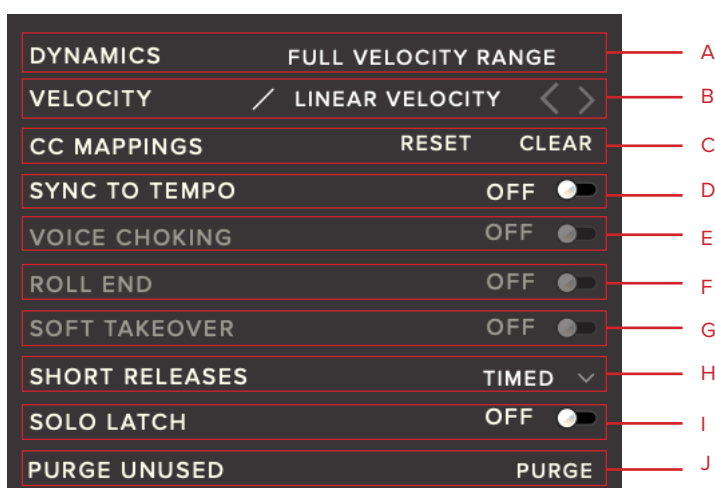 DYNAMICS FULL VELOCITY RANGE A
VELOCITY LINEAR VELOCITY B
CC MAPPINGS RESET CLEAR C
SYNC TO TEMPO OFF D
VOICE CHOKING OFF E
ROLL END OFF F
SOFT TAKEOVER OFF G
SHORT RELEASES TIMED H
SOLO LATCH OFF I
PURGE UNUSED PURGE J